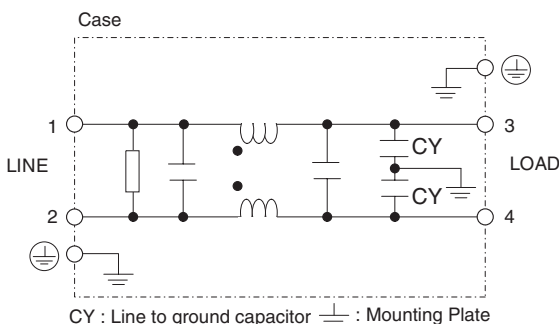 Case
1
3
CY
LINE
LOAD
CY
2
4
CY : Line to ground capacitor : Mounting Plate